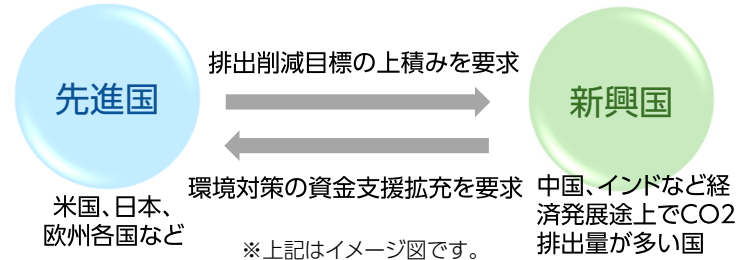 先進国
米国、日本、
欧州各国など
排出削減目標の上積みを要求
環境対策の資金支援拡充を要求
新興国
中国、インドなど経
済発展途上でCO2
排出量が多い国
※上記はイメージ図です。